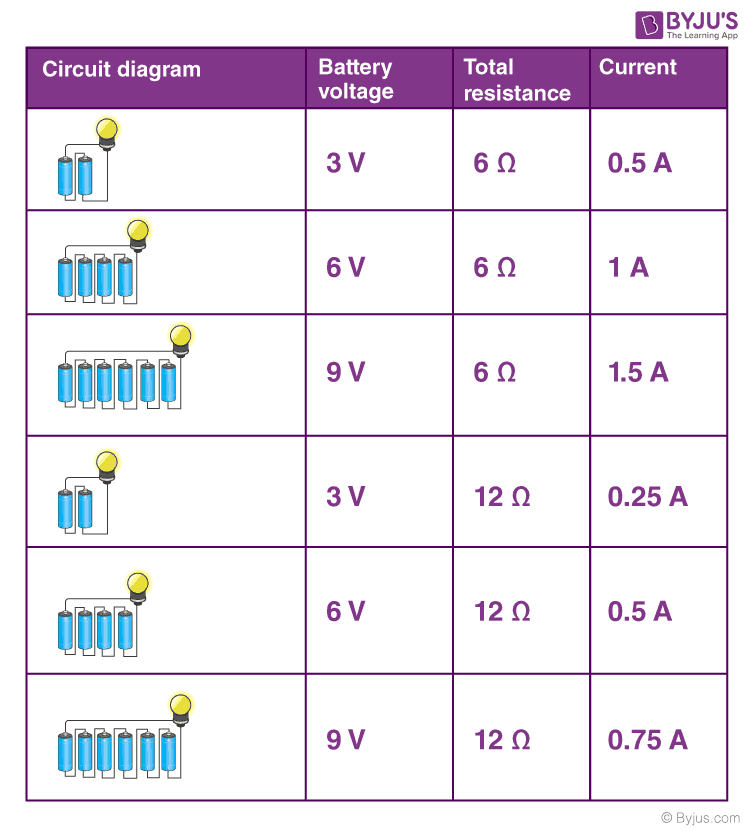 BYJU'S
The Learning App
Circuit diagram Battery voltage Total resistance Current
3 V 6 Ω 0.5 A
6 V 6 Ω 1 A
9 V 6 Ω 1.5 A
3 V 12 Ω 0.25 A
6 V 12 Ω 0.5 A
9 V 12 Ω 0.75 A
© Byjus.com